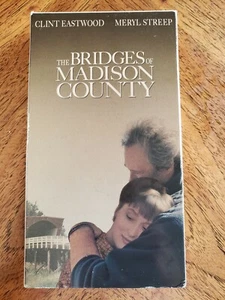 CLINT EASTWOOD MERYL STREEP
THE BRIDGES OF
MADISON
COUNTY